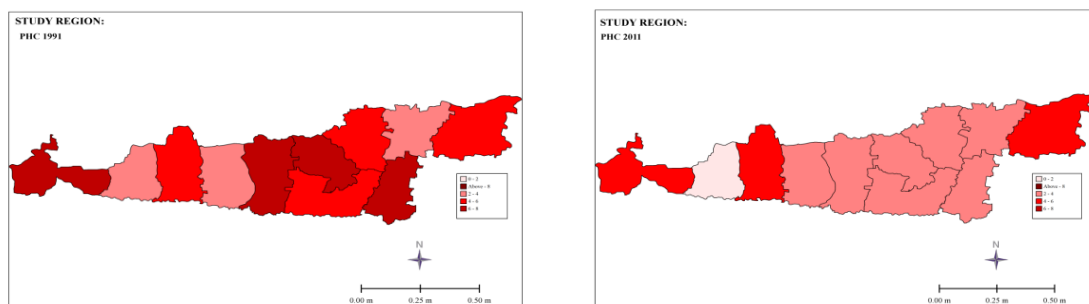 STUDY REGION:
PHC 1991
0 - 2
Above - 8
2 - 4
4 - 6
6 - 8
N
0.00 m 0.25 m 0.50 m
STUDY REGION:
PHC 2011
0 - 2
Above - 8
2 - 4
4 - 6
6 - 8
N
0.00 m 0.25 m 0.50 m